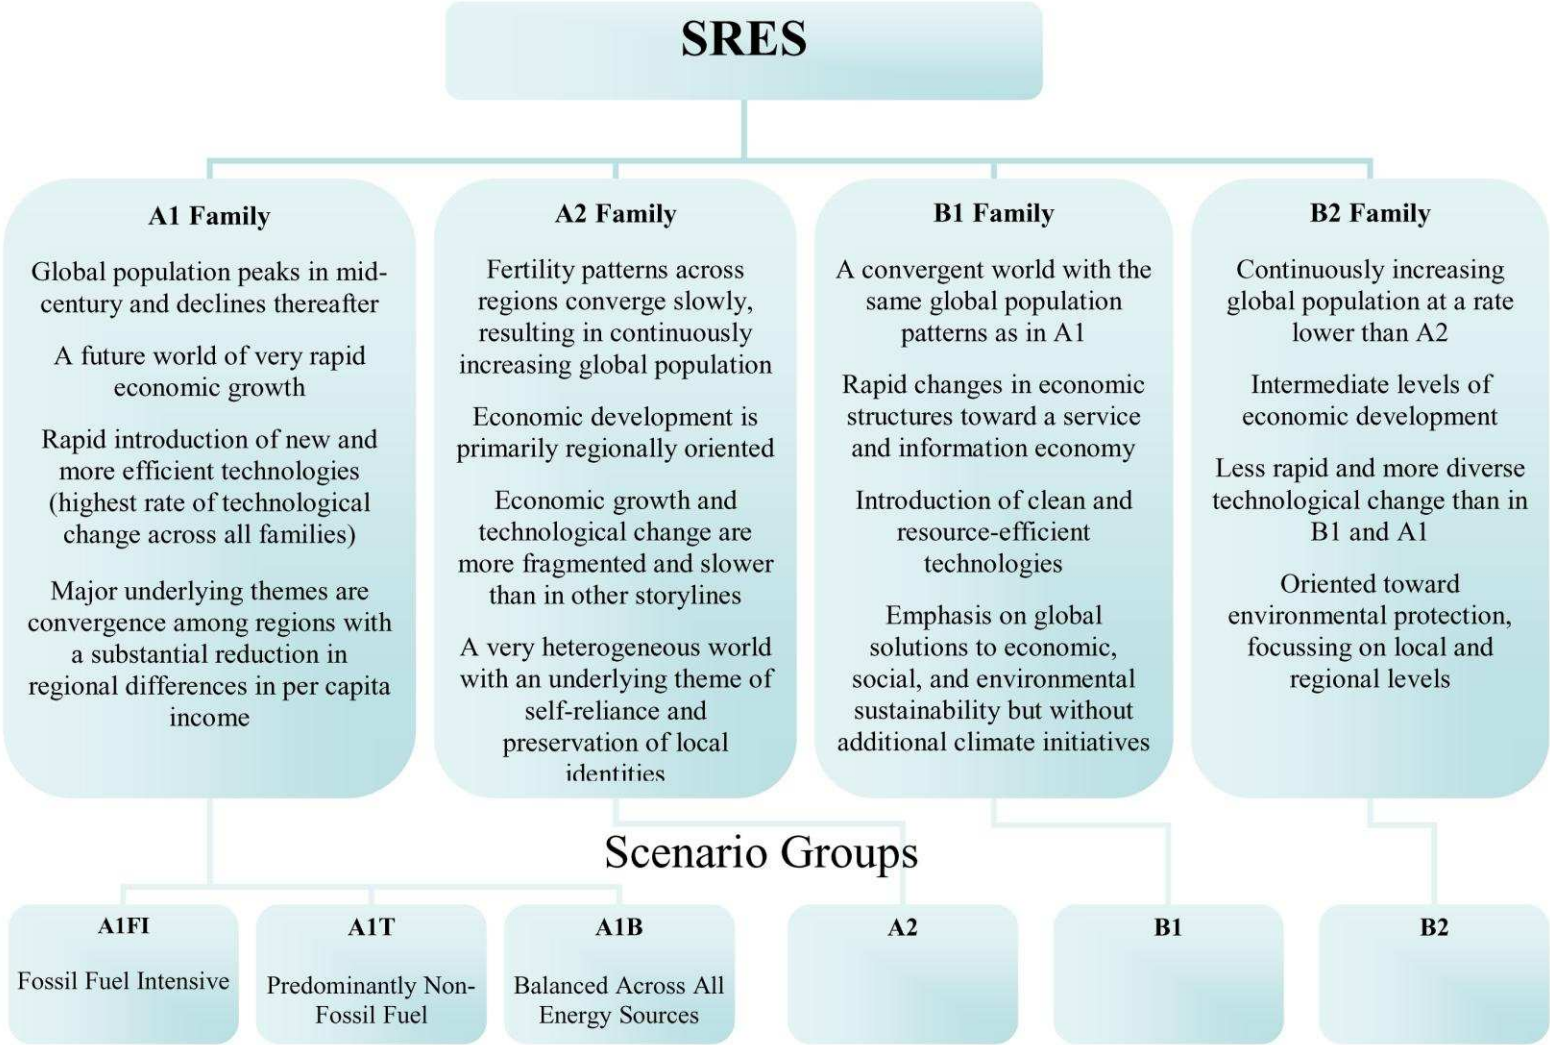 SRES
A1 Family
Global population peaks in mid-
century and declines thereafter
A future world of very rapid
economic growth
Rapid introduction of new and
more efficient technologies
(highest rate of technological
change across all families)
Major underlying themes are
convergence among regions with
a substantial reduction in
regional differences in per capita
income
A2 Family
Fertility patterns across
regions converge slowly,
resulting in continuously
increasing global population
Economic development is
primarily regionally oriented
Economic growth and
technological change are
more fragmented and slower
than in other storylines
A very heterogeneous world
with an underlying theme of
self-reliance and
preservation of local
identities
B1 Family
A convergent world with the
same global population
patterns as in A1
Rapid changes in economic
structures toward a service
and information economy
Introduction of clean and
resource-efficient
technologies
Emphasis on global
solutions to economic,
social, and environmental
sustainability but without
additional climate initiatives
B2 Family
Continuously increasing
global population at a rate
lower than A2
Intermediate levels of
economic development
Less rapid and more diverse
technological change than in
B1 and A1
Oriented toward
environmental protection,
focussing on local and
regional levels
Scenario Groups
A1FI
Fossil Fuel Intensive
A1T
Predominantly Non-
Fossil Fuel
A1B
Balanced Across All
Energy Sources
A2
B1
B2